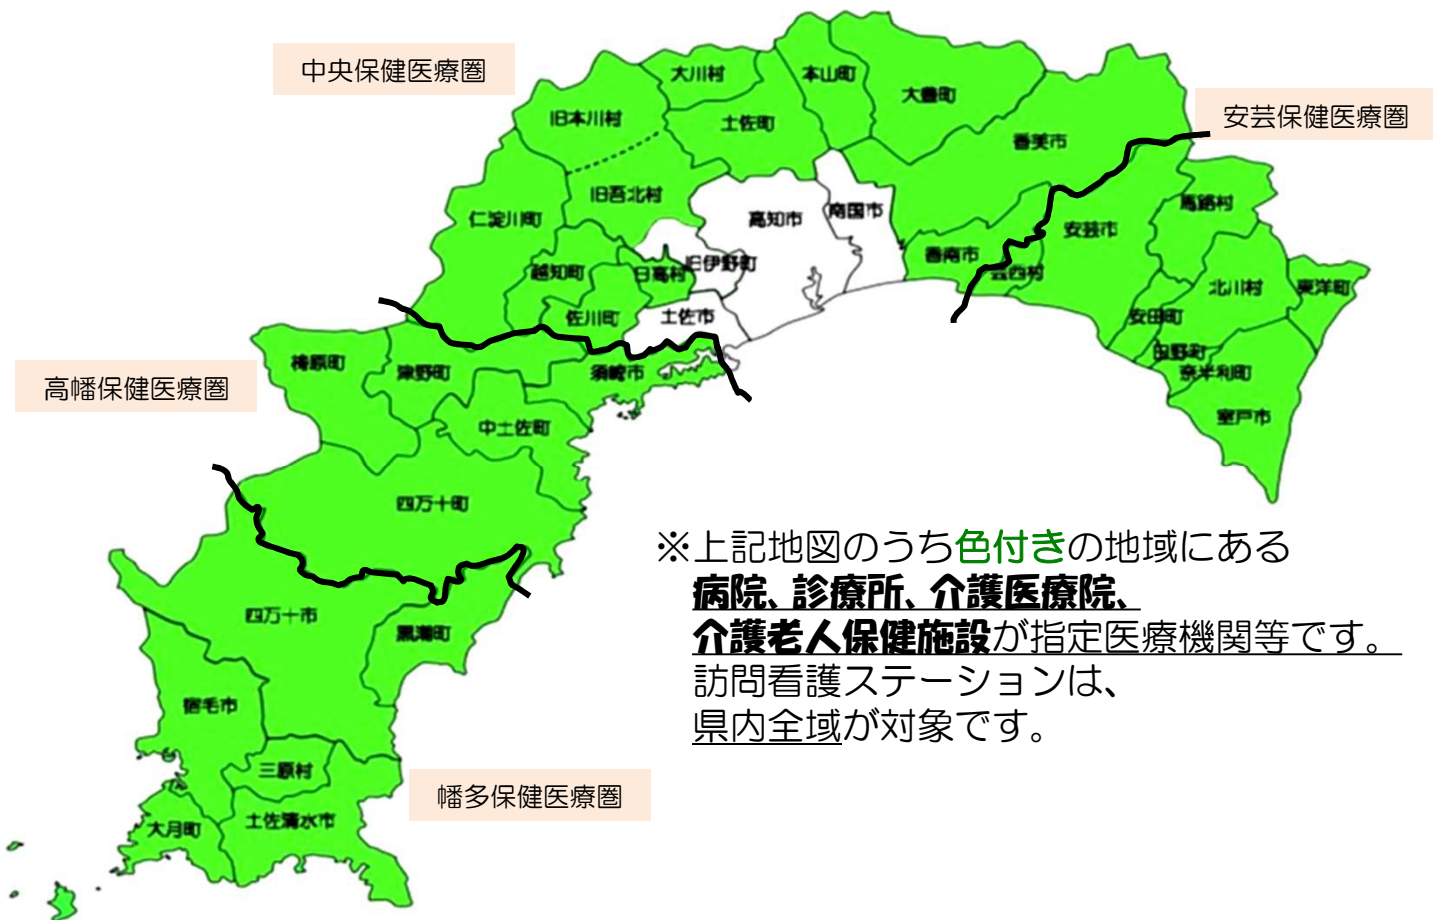 中央保健医療圏
大川村
本山町
大豊町
安芸保健医療圏
旧本川村
土佐町
香美市
旧吾北村
仁淀川町
高知市
南国市
馬路村
安芸市
越知町
日高村
旧伊野町
香南市
芸西村
北川村
東洋町
佐川町
土佐市
安田町
田野町
奈半利町
室戸市
梼原町
津野町
須崎市
高幡保健医療圏
中土佐町
四万十町
※上記地図のうち色付きの地域にある
病院、診療所、介護医療院、
介護老人保健施設が指定医療機関等です。
訪問看護ステーションは、
県内全域が対象です。
四万十市
黒潮町
宿毛市
三原村
幡多保健医療圏
大月町
土佐清水市